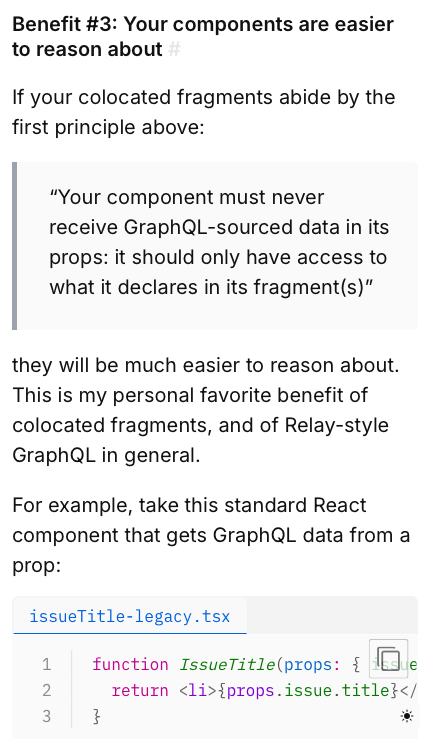 Benefit #3: Your components are easier
to reason about #
If your colocated fragments abide by the
first principle above:
“Your component must never
receive GraphQL-sourced data in its
props: it should only have access to
what it declares in its fragment(s)”
they will be much easier to reason about.
This is my personal favorite benefit of
colocated fragments, and of Relay-style
GraphQL in general.
For example, take this standard React
component that gets GraphQL data from a
prop:
issueTitle-legacy.tsx
1 function IssueTitle(props: { issue
2 return <li>{props.issue.title}</
3 }